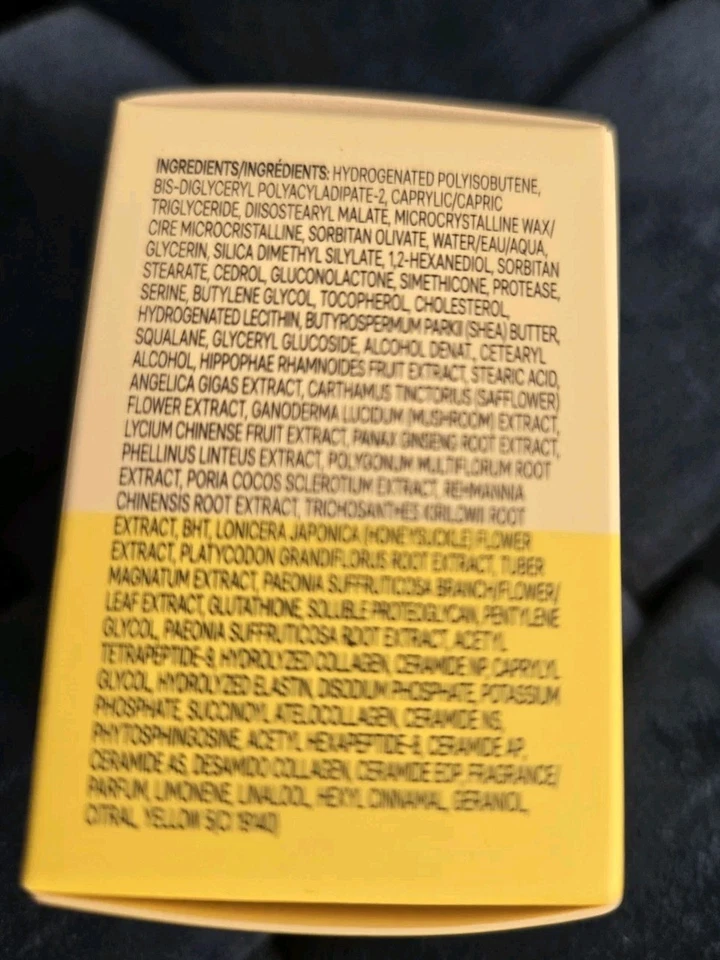 INGREDIENTS/INGRÉDIENTS: HYDROGENATED POLYISOBUTENE,
BIS-DIGLYCERYL POLYACYLADIPATE-2, CAPRYLIC/CAPRIC
TRIGLYCERIDE, DIISOSTEARYL MALATE, MICROCRYSTALLINE WAX/
CIRE MICROCRISTALLINE, SORBITAN OLIVATE, WATER/EAU/AQUA,
GLYCERIN, SILICA DIMETHYL SILYLATE, 1,2-HEXANEDIOL, SORBITAN
STEARATE, CEDROL, GLUCONOLACTONE, SIMETHICONE, PROTEASE,
SERINE, BUTYLENE GLYCOL, TOCOPHEROL, CHOLESTEROL,
HYDROGENATED LECITHIN, BUTYROSPERMUM PARKII (SHEA) BUTTER,
SQUALANE, GLYCERYL GLUCOSIDE, ALCOHOL DENAT., CETEARYL
ALCOHOL, HIPPOPHAE RHAMNOIDES FRUIT EXTRACT, STEARIC ACID,
ANGELICA GIGAS EXTRACT, CARTHAMUS TINCTORIUS (SAFFLOWER)
FLOWER EXTRACT, GANODERMA LUCIDUM (MUSHROOM) EXTRACT,
LYCIUM CHINENSE FRUIT EXTRACT, PANAX GINSENG ROOT EXTRACT,
PHELLINUS LINTEUS EXTRACT, POLYGONUM MULTIFLORUM ROOT
EXTRACT, PORIA COCOS SCLEROTIUM EXTRACT, REHMANNIA
CHINENSIS ROOT EXTRACT, TRICHOSANTHES KIRILOWII ROOT
EXTRACT, BHT, LONICERA JAPONICA (HONEYSUCKLE) FLOWER
EXTRACT, PLATYCODON GRANDIFLORUS ROOT EXTRACT, TUBER
MAGNATUM EXTRACT, PAEONIA SUFFRUTICOSA BRANCH/FLOWER/
LEAF EXTRACT, GLUTATHIONE, SOLUBLE PROTEOGLYCAN, PENTYLENE
GLYCOL, PAEONIA SUFFRUTICOSA ROOT EXTRACT, ACETYL
TETRAPEPTIDE-9, HYDROLYZED COLLAGEN, CERAMIDE NP, CAPRYLYL
GLYCOL, HYDROLYZED ELASTIN, DISODIUM PHOSPHATE, POTASSIUM
PHOSPHATE, SUCCINOYL ATELOCOLLAGEN, CERAMIDE NS,
PHYTOSPHINGOSINE, ACETYL HEXAPEPTIDE-8, CERAMIDE AP,
CERAMIDE AS, DESAMIDO COLLAGEN, CERAMIDE EOP, FRAGRANCE/
PARFUM, LIMONENE, LINALOOL, HEXYL CINNAMAL, GERANIOL,
CITRAL, YELLOW 5(CI 19140)